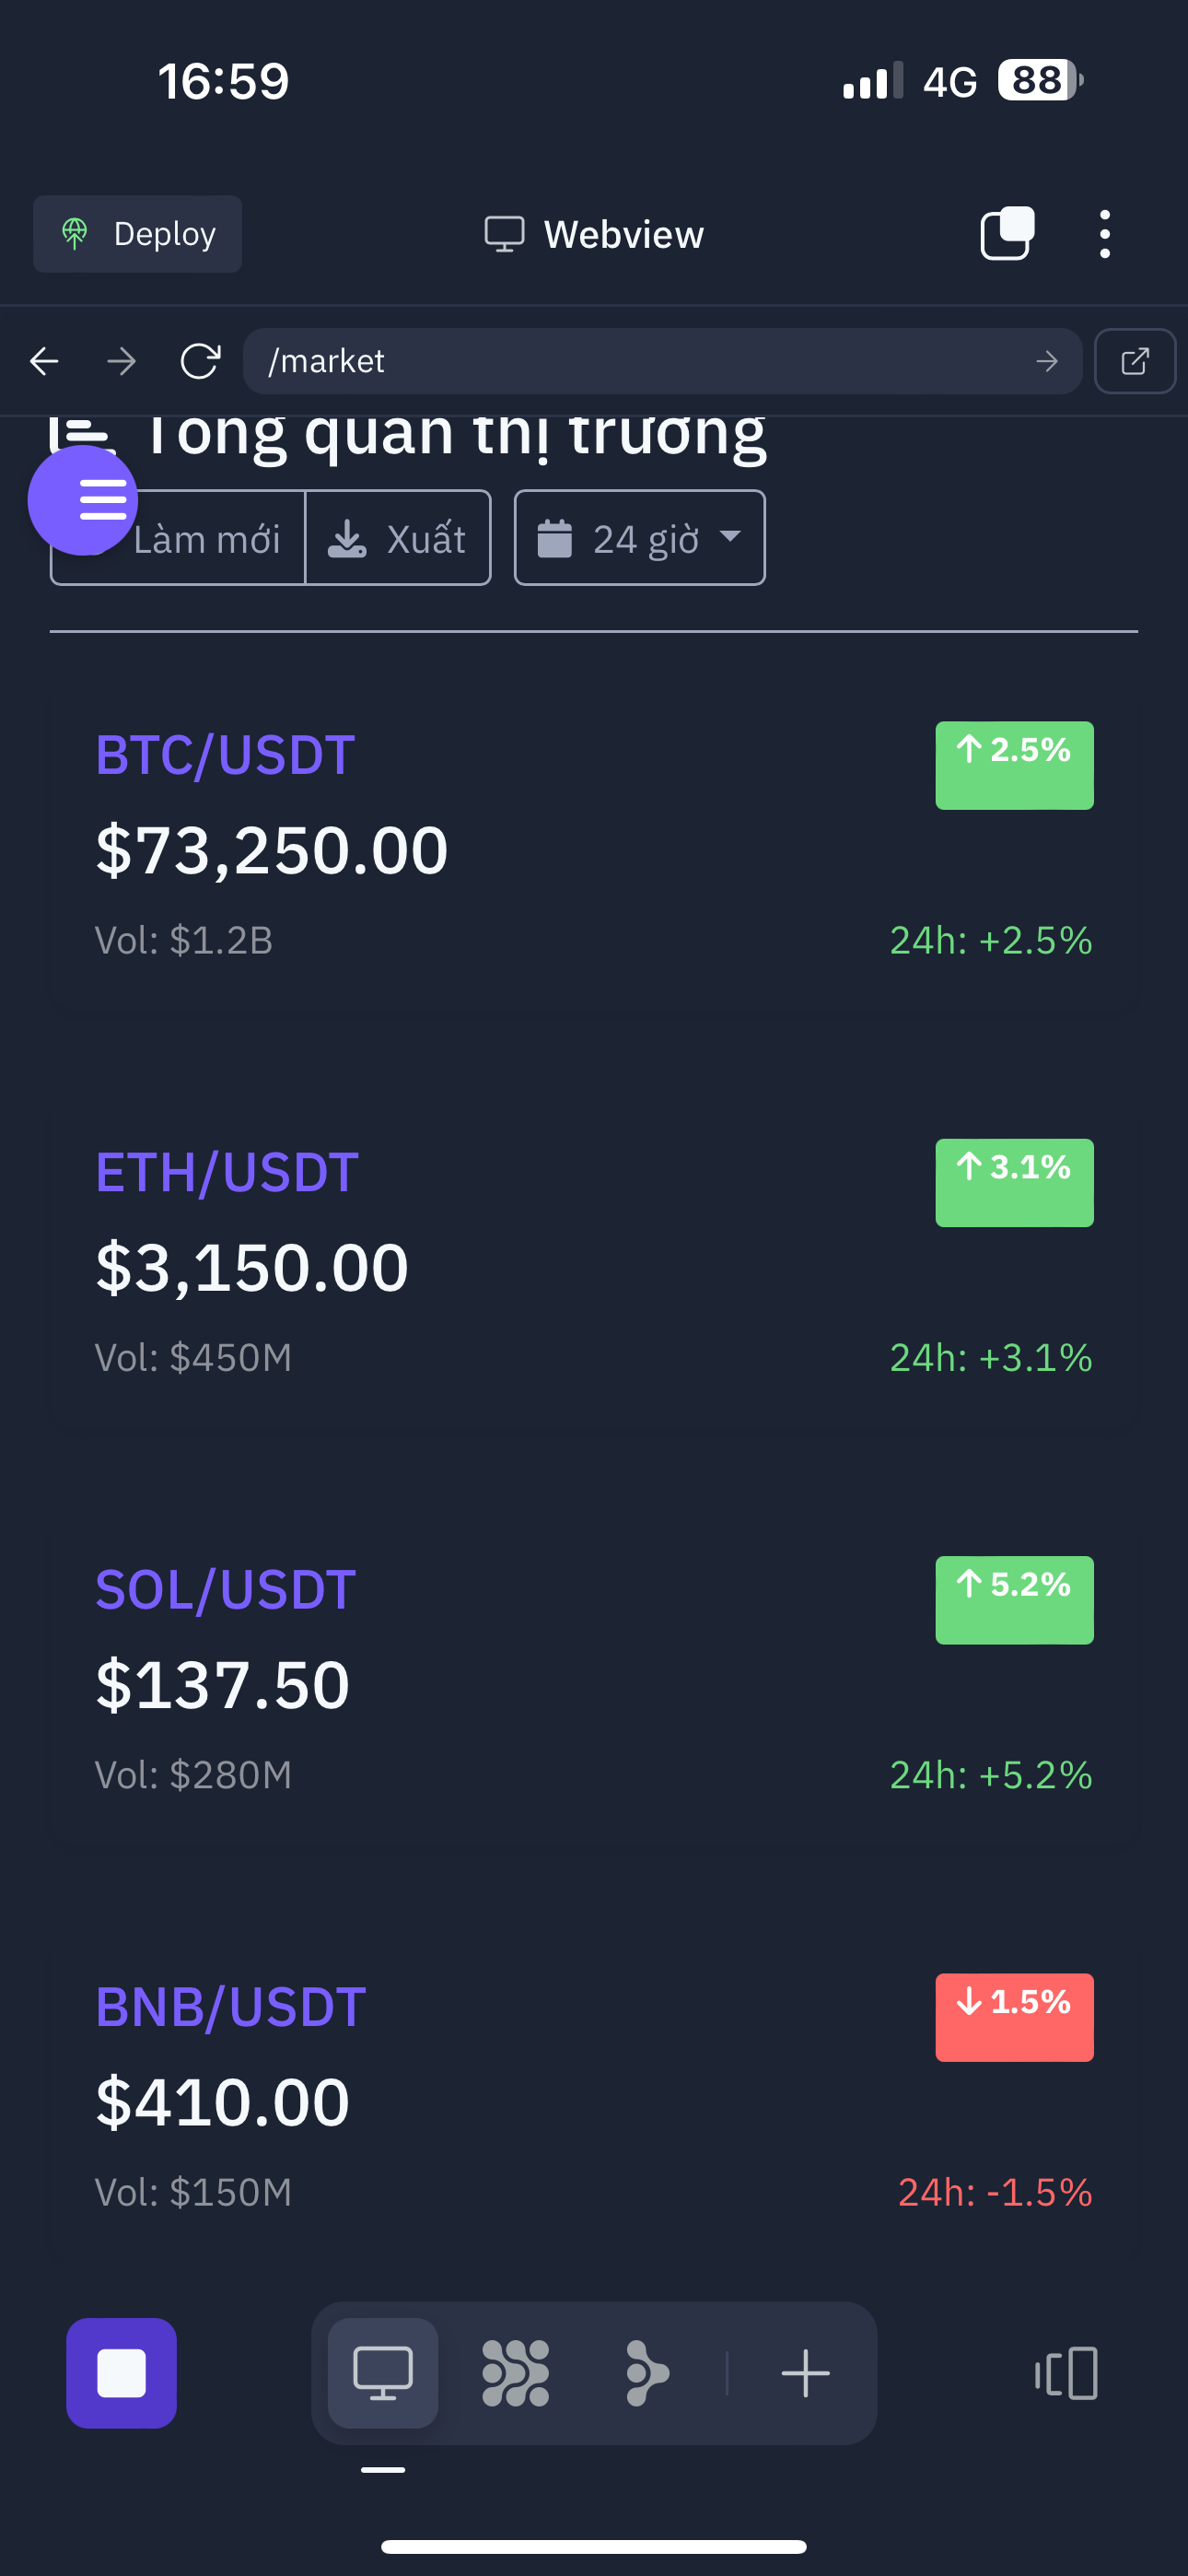 16:59 4G 88
Deploy Webview
/market
Tổng quan thị trường
Làm mới Xuất 24 giờ
BTC/USDT 2.5%
$73,250.00
Vol: $1.2B 24h: +2.5%
ETH/USDT 3.1%
$3,150.00
Vol: $450M 24h: +3.1%
SOL/USDT 5.2%
$137.50
Vol: $280M 24h: +5.2%
BNB/USDT 1.5%
$410.00
Vol: $150M 24h: -1.5%